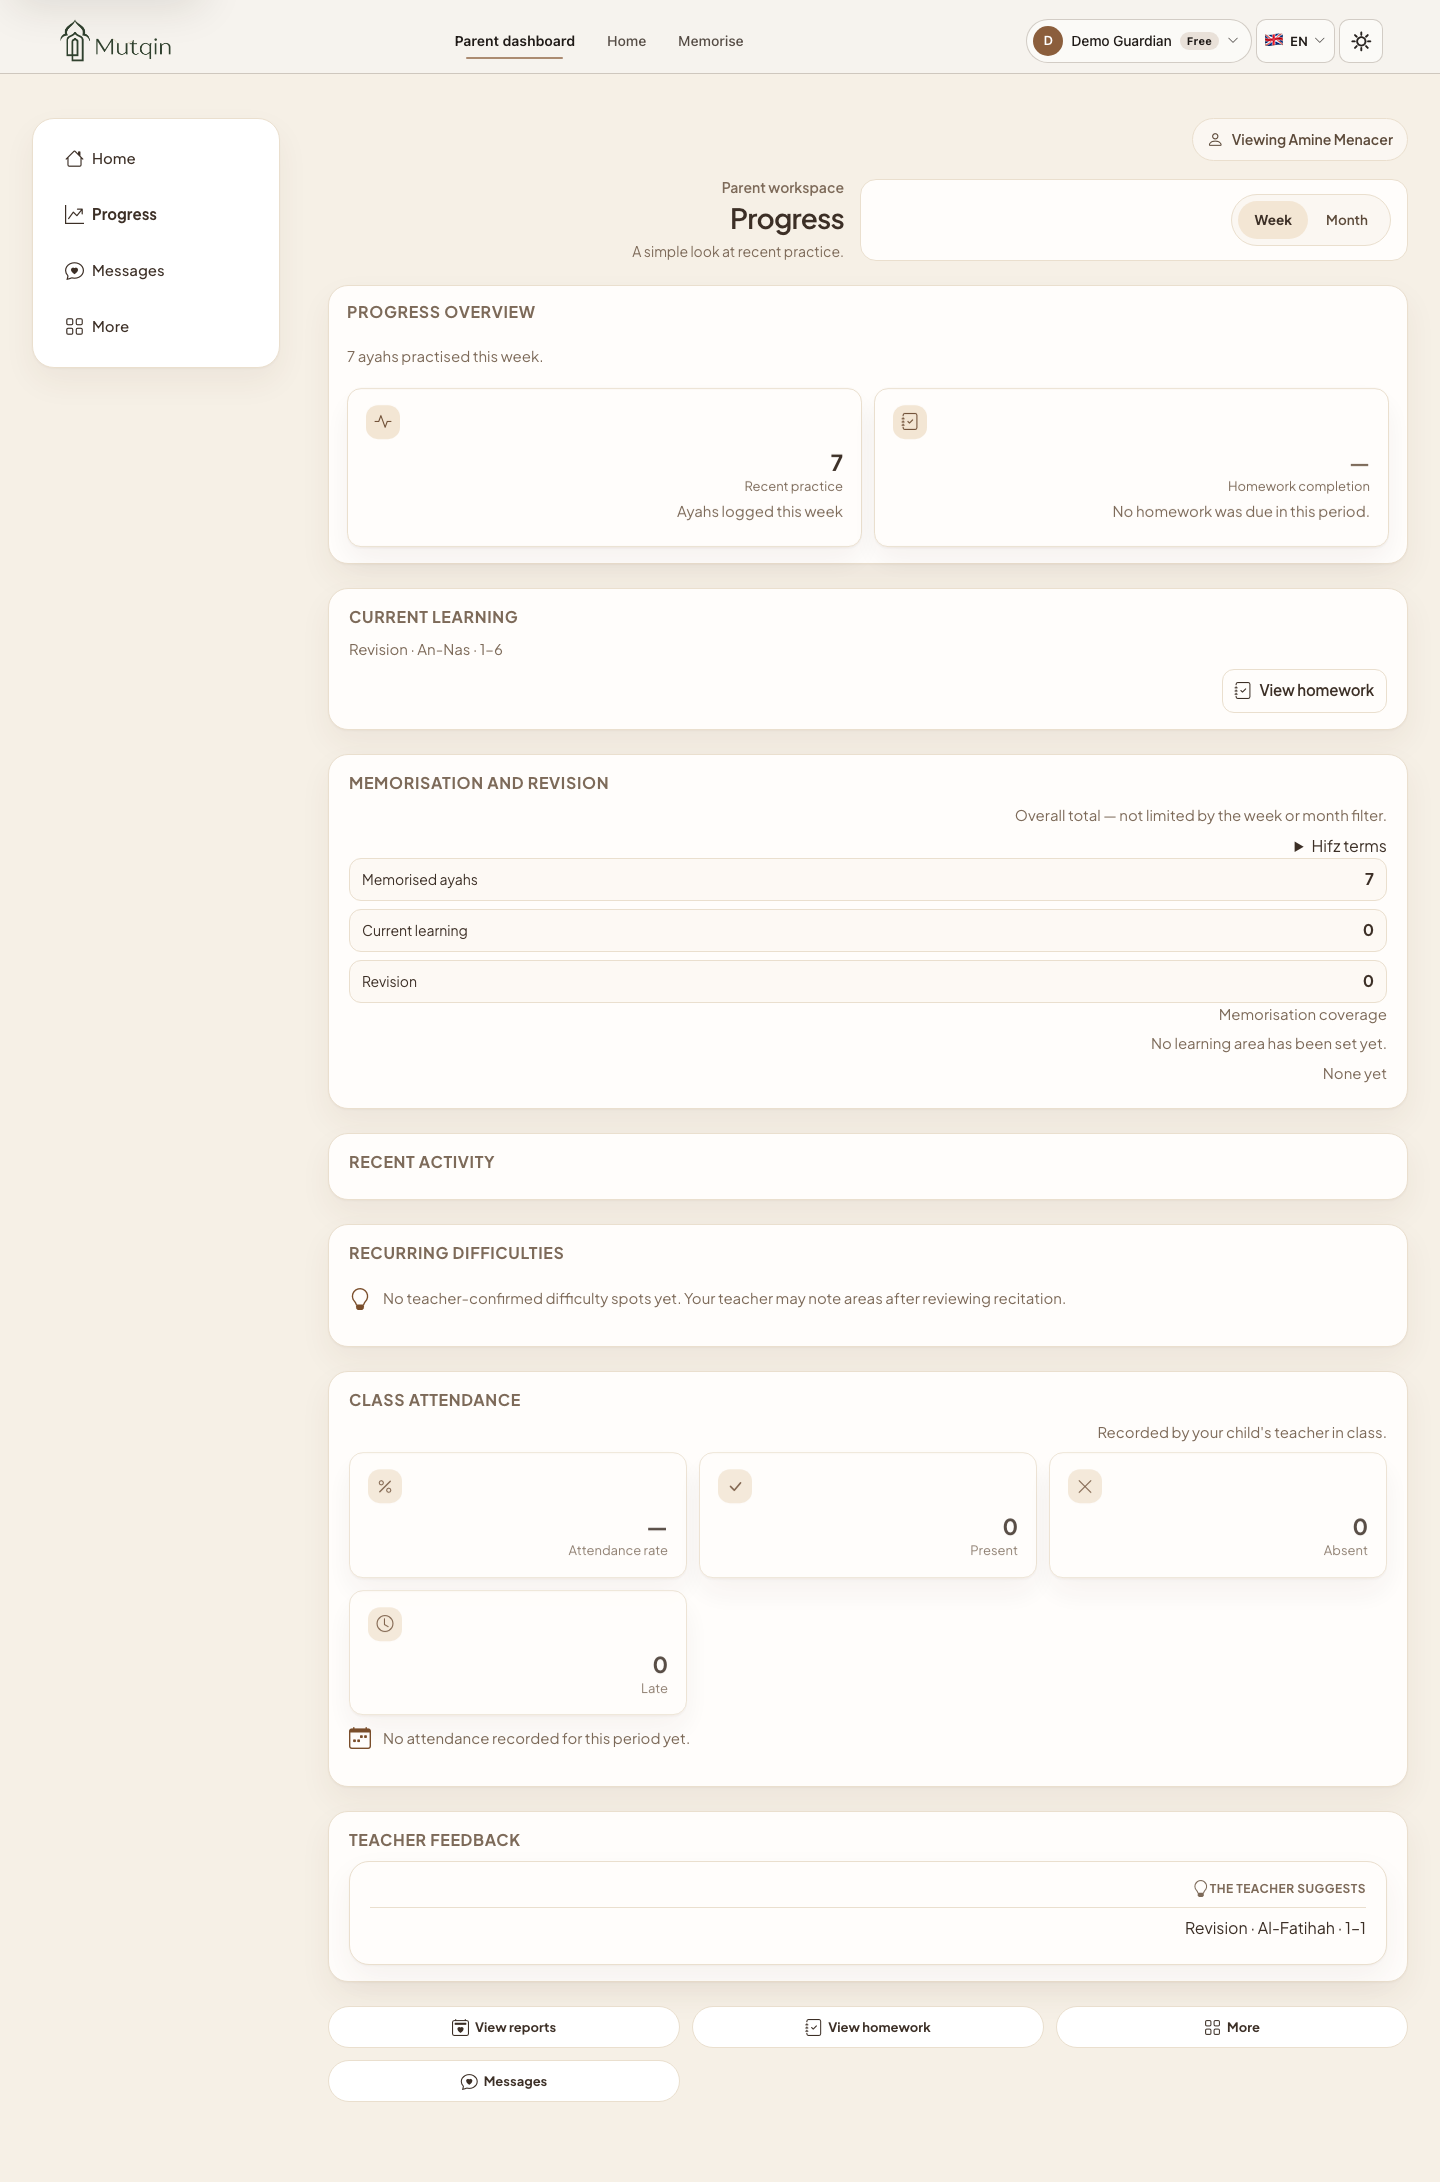 Mutqin
Parent dashboard
Home
Memorise
D
Demo Guardian
Free
EN
Home
Progress
Messages
More
Viewing Amine Menacer
Parent workspace
Progress
A simple look at recent practice.
Week
Month
PROGRESS OVERVIEW
7 ayahs practised this week.
7
Recent practice
Ayahs logged this week
—
Homework completion
No homework was due in this period.
CURRENT LEARNING
Revision · An-Nas · 1–6
View homework
MEMORISATION AND REVISION
Overall total — not limited by the week or month filter.
▶ Hifz terms
Memorised ayahs 7
Current learning 0
Revision 0
Memorisation coverage
No learning area has been set yet.
None yet
RECENT ACTIVITY
RECURRING DIFFICULTIES
No teacher-confirmed difficulty spots yet. Your teacher may note areas after reviewing recitation.
CLASS ATTENDANCE
Recorded by your child's teacher in class.
—
Attendance rate
0
Present
0
Absent
0
Late
No attendance recorded for this period yet.
TEACHER FEEDBACK
THE TEACHER SUGGESTS
Revision · Al-Fatihah · 1–1
View reports
View homework
More
Messages